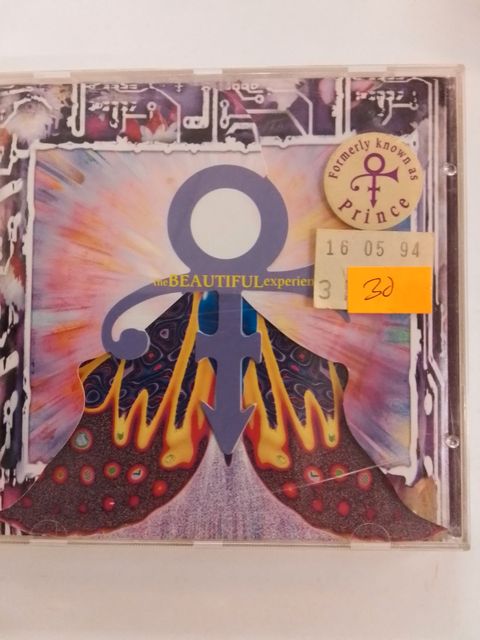 Formerly known as
Prince
16 05 94
3
30
theBEAUTIFULexperien